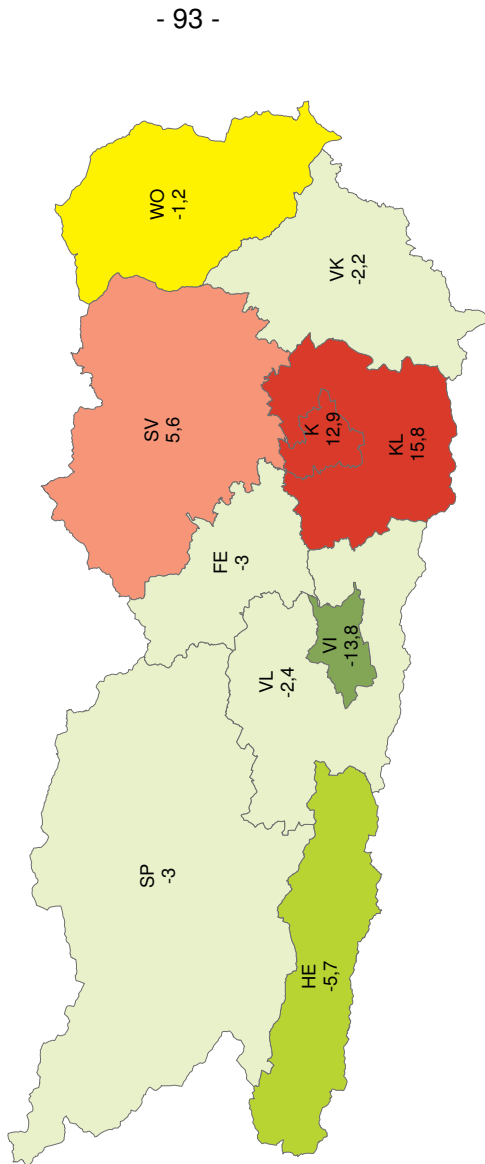 - 93 -
WO
-1,2
VK
-2,2
SV
5,6
K
12,9
KL
15,8
FE
-3
VI
-13,8
VL
-2,4
SP
-3
HE
-5,7